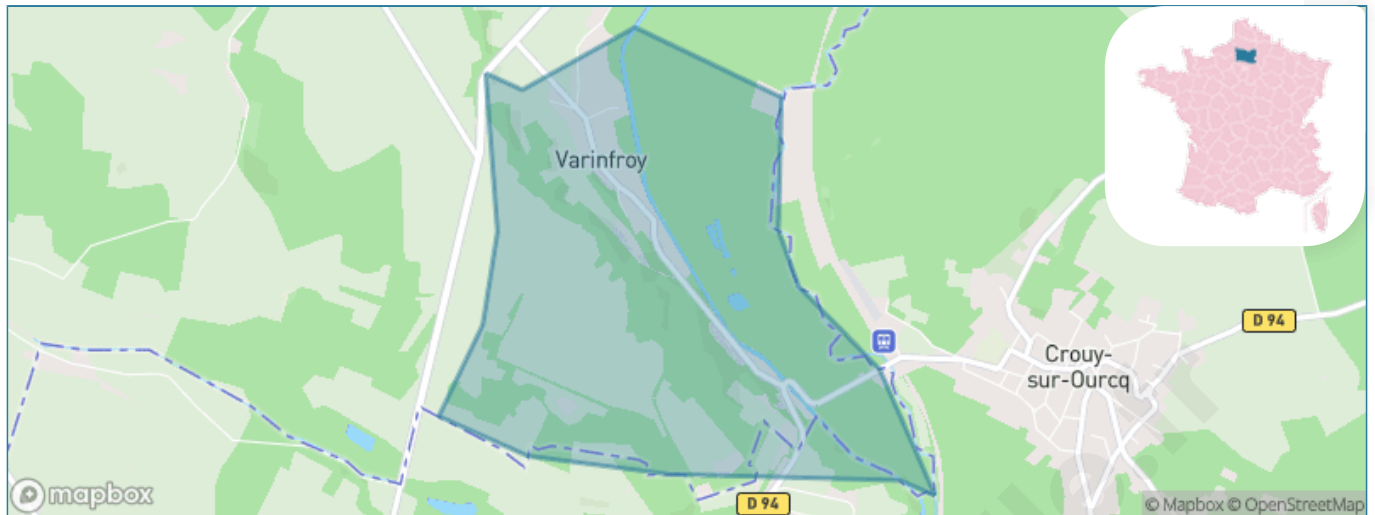 Varinfroy
D 94
Crouy-
sur-Ourcq
D 94
mapbox
© Mapbox © OpenStreetMap